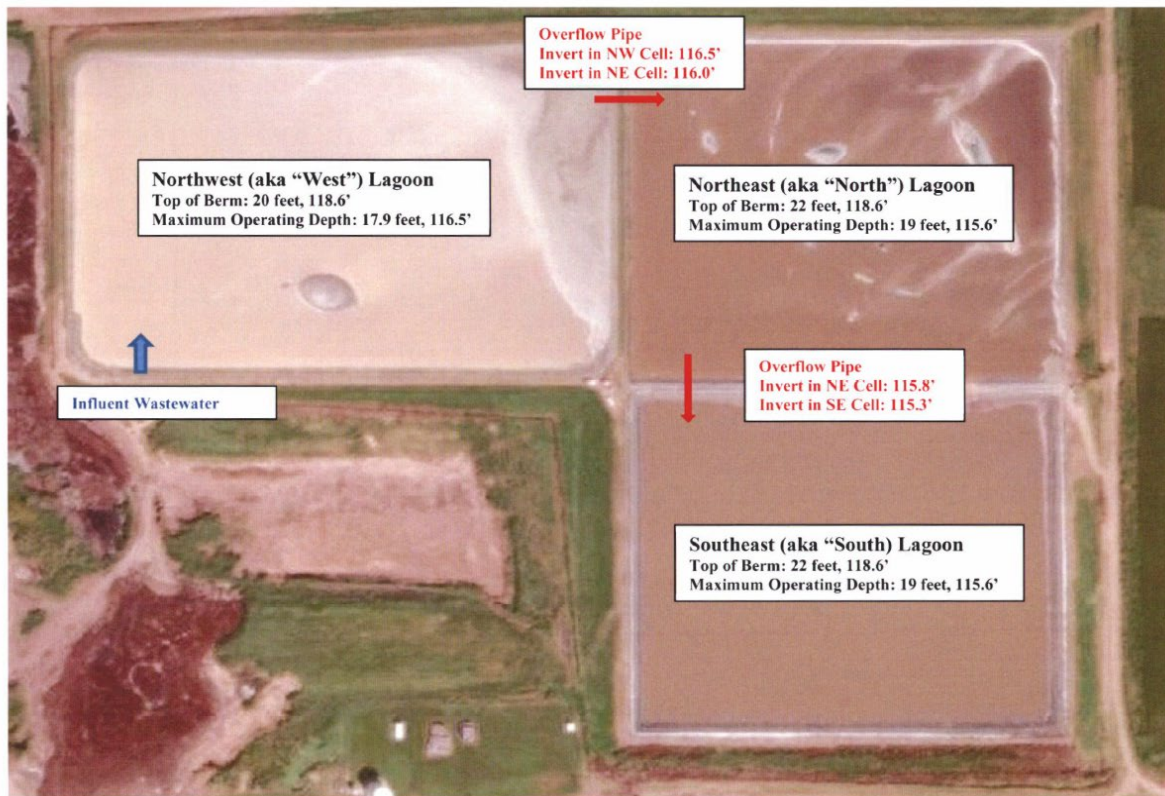 Overflow Pipe
Invert in NW Cell: 116.5’
Invert in NE Cell: 116.0’
Northwest (aka “West”) Lagoon
Top of Berm: 20 feet, 118.6’
Maximum Operating Depth: 17.9 feet, 116.5’
Northeast (aka “North”) Lagoon
Top of Berm: 22 feet, 118.6’
Maximum Operating Depth: 19 feet, 115.6’
Influent Wastewater
Overflow Pipe
Invert in NE Cell: 115.8’
Invert in SE Cell: 115.3’
Southeast (aka “South) Lagoon
Top of Berm: 22 feet, 118.6’
Maximum Operating Depth: 19 feet, 115.6’